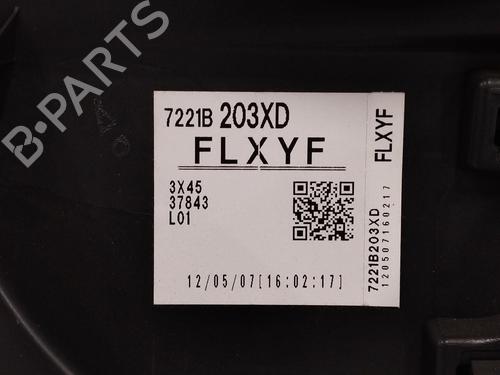 B-PARTS
7221B 203XD
FLXYF
3X45
37843
L01
12/05/07[16:02:17]
FLXYF
7221B203XD
120507160217